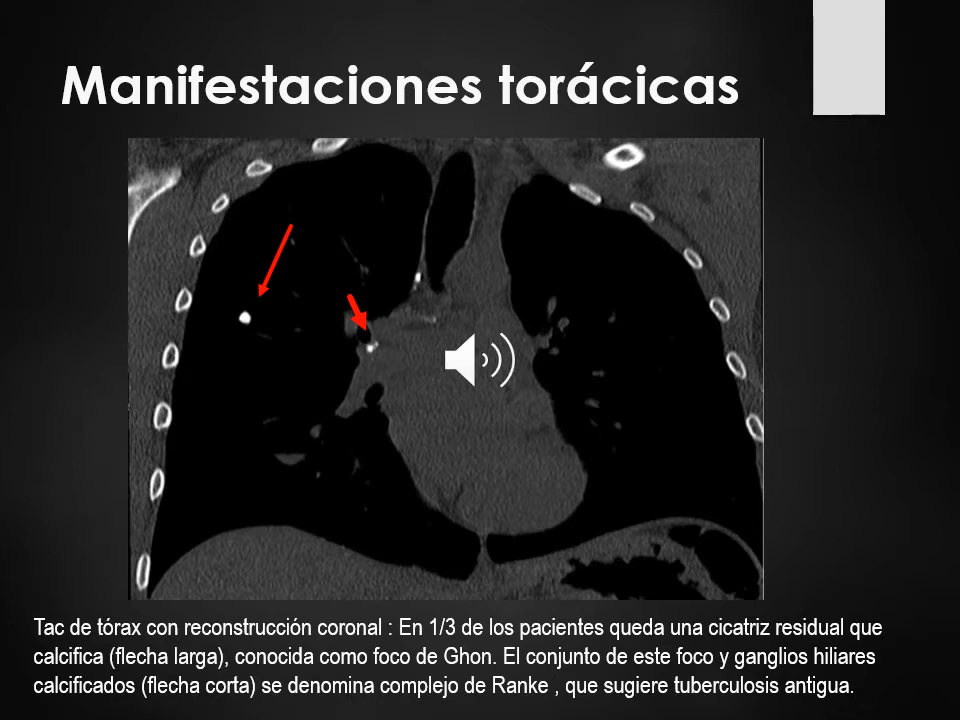 Manifestaciones torácicas
Tac de tórax con reconstrucción coronal : En 1/3 de los pacientes queda una cicatriz residual que
calcifica (flecha larga), conocida como foco de Ghon. El conjunto de este foco y ganglios hiliares
calcificados (flecha corta) se denomina complejo de Ranke , que sugiere tuberculosis antigua.